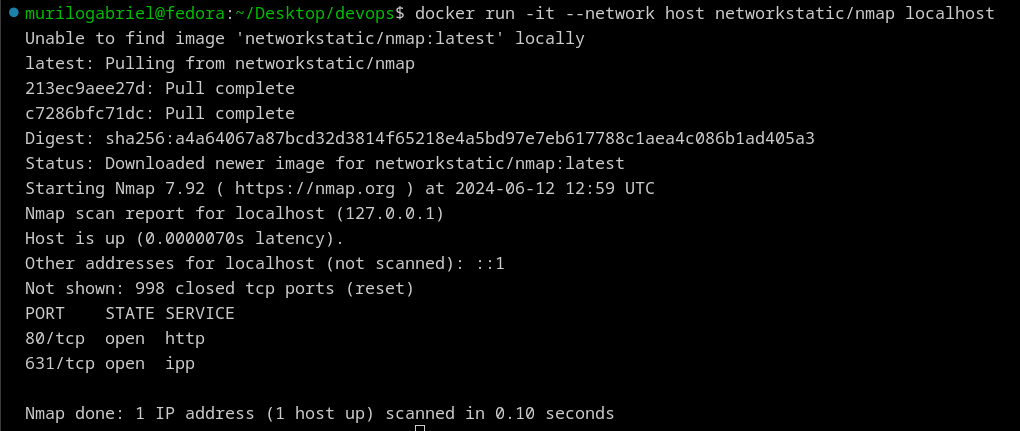 murilogabriel@fedora:~/Desktop/devops$ docker run -it --network host networkstatic/nmap localhost
Unable to find image 'networkstatic/nmap:latest' locally
latest: Pulling from networkstatic/nmap
213ec9aee27d: Pull complete
c7286bfc71dc: Pull complete
Digest: sha256:a4a64067a87bcd32d3814f65218e4a5bd97e7eb617788c1aea4c086b1ad405a3
Status: Downloaded newer image for networkstatic/nmap:latest
Starting Nmap 7.92 ( https://nmap.org ) at 2024-06-12 12:59 UTC
Nmap scan report for localhost (127.0.0.1)
Host is up (0.0000070s latency).
Other addresses for localhost (not scanned): ::1
Not shown: 998 closed tcp ports (reset)
PORT    STATE SERVICE
80/tcp  open  http
631/tcp open  ipp
Nmap done: 1 IP address (1 host up) scanned in 0.10 seconds